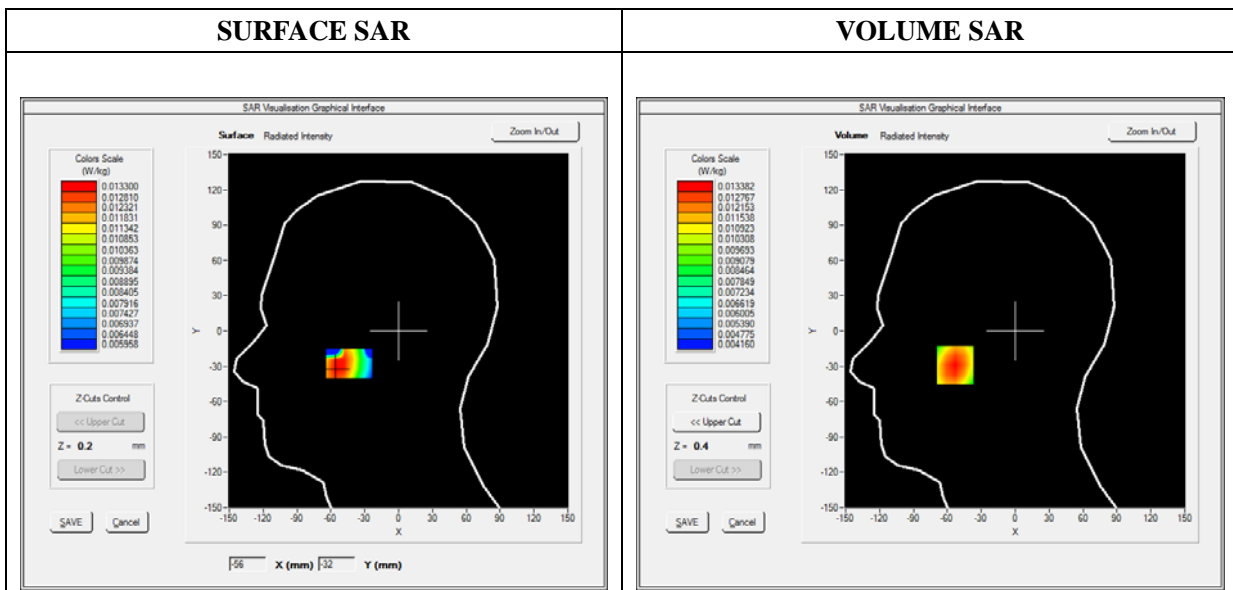 SURFACE SAR
VOLUME SAR
SAR Visualisation Graphical Interface
Surface Radiated Intensity
Zoom In/Out
Colors Scale
(W/kg)
0.013300
0.012810
0.012321
0.011831
0.011342
0.010853
0.010363
0.009874
0.009384
0.008895
0.008405
0.007916
0.007427
0.006937
0.006448
0.005958
150
120
90
60
30
0
-30
-60
-90
-120
-150
Y
-150 -120 -90 -60 -30 0 30 60 90 120 150
X
Z-Cuts Control
<< Upper Cut
Z = 0.2 mm
Lower Cut >>
SAVE Cancel
-56 X (mm) -32 Y (mm)
SAR Visualisation Graphical Interface
Volume Radiated Intensity
Zoom In/Out
Colors Scale
(W/kg)
0.013382
0.012767
0.012153
0.011538
0.010923
0.010308
0.009693
0.009079
0.008464
0.007849
0.007234
0.006619
0.006005
0.005390
0.004775
0.004160
150
120
90
60
30
0
-30
-60
-90
-120
-150
Y
-150 -120 -90 -60 -30 0 30 60 90 120 150
X
Z-Cuts Control
<< Upper Cut
Z = 0.4 mm
Lower Cut >>
SAVE Cancel